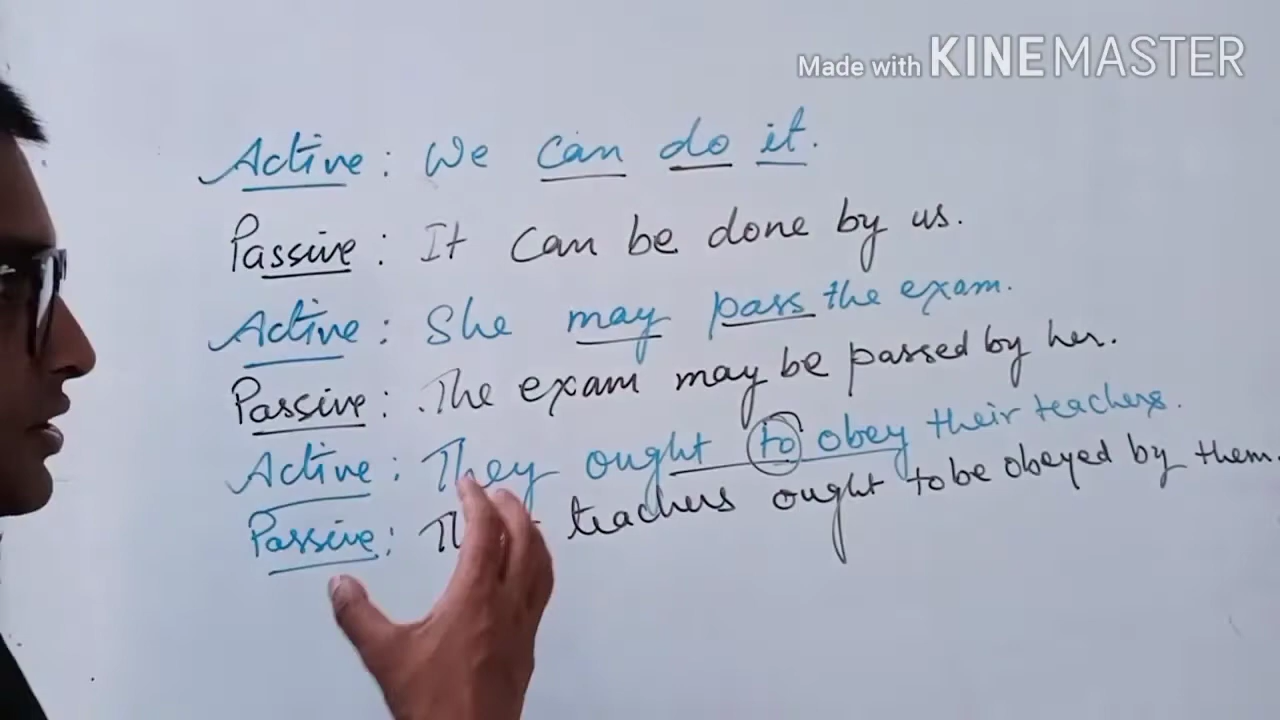 Made with KINEMASTER
Active: We can do it.
Passive: It can be done by us.
Active: She may pass the exam.
Passive: .The exam may be passed by her.
Active: They ought to obey their teachers.
Passive: teachers ought to be obeyed by them.